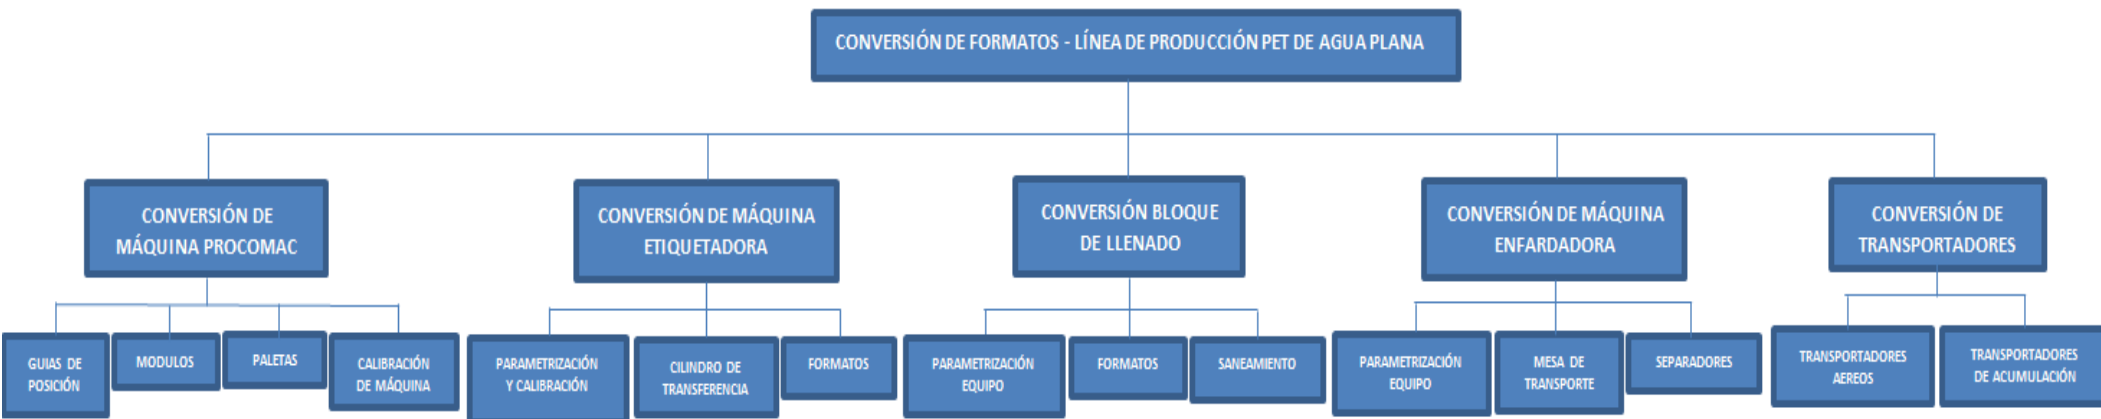 CONVERSIÓN DE FORMATOS - LÍNEA DE PRODUCCIÓN PET DE AGUA PLANA
CONVERSIÓN DE
MÁQUINA PROCOMAC
CONVERSIÓN DE MÁQUINA
ETIQUETADORA
CONVERSIÓN BLOQUE
DE LLENADO
CONVERSIÓN DE MÁQUINA
ENFARDADORA
CONVERSIÓN DE
TRANSPORTADORES
GUIAS DE
POSICIÓN
MODULOS
PALETAS
CALIBRACIÓN
DE MÁQUINA
PARAMETRIZACIÓN
Y CALIBRACIÓN
CILINDRO DE
TRANSFERENCIA
FORMATOS
PARAMETRIZACIÓN
EQUIPO
FORMATOS
SANEAMIENTO
PARAMETRIZACIÓN
EQUIPO
MESA DE
TRANSPORTE
SEPARADORES
TRANSPORTADORES
AEREOS
TRANSPORTADORES
DE ACUMULACIÓN